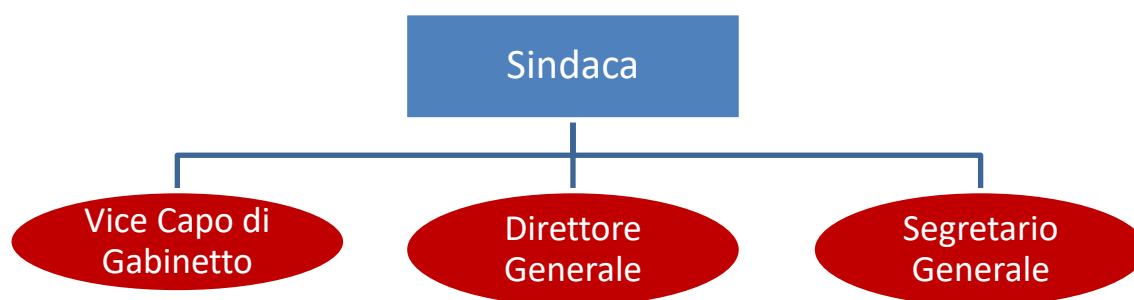 Sindaca
Vice Capo di
Gabinetto
Direttore
Generale
Segretario
Generale